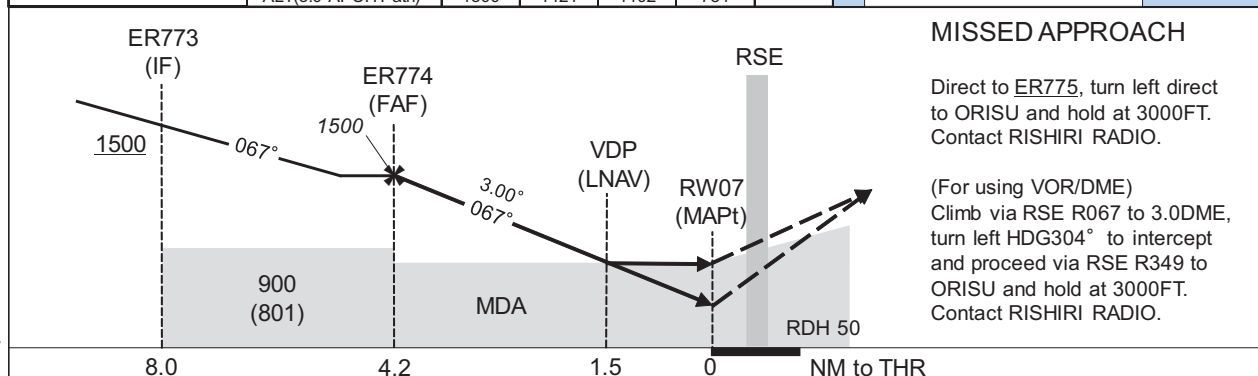 ER773
(IF)
ER774
(FAF)
1500
1500
067°
3.00°
067°
VDP
(LNAV)
RW07
(MAPt)
RSE
900
(801)
MDA
RDH 50
8.0
4.2
1.5
0
NM to THR
MISSED APPROACH
Direct to ER775, turn left direct
to ORISU and hold at 3000FT.
Contact RISHIRI RADIO.
(For using VOR/DME)
Climb via RSE R067 to 3.0DME,
turn left HDG304° to intercept
and proceed via RSE R349 to
ORISU and hold at 3000FT.
Contact RISHIRI RADIO.